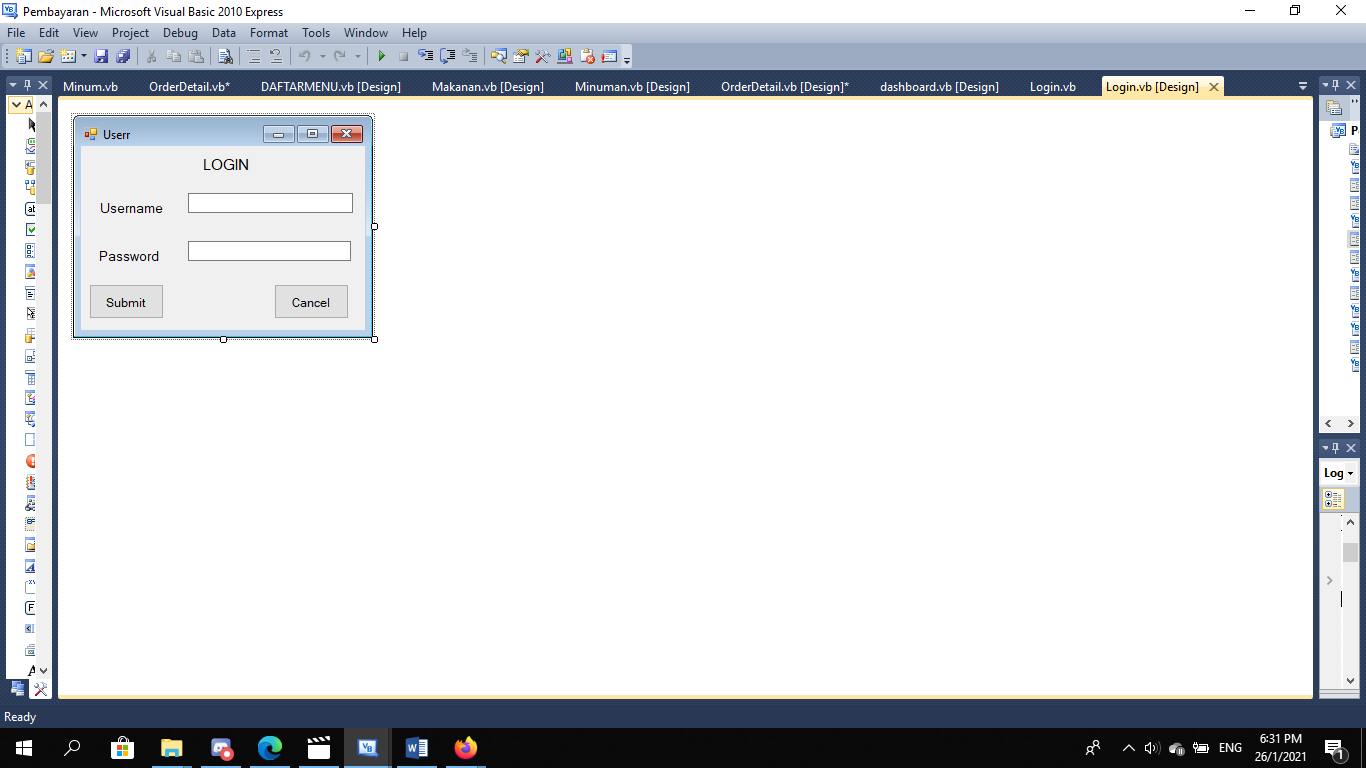 Pembayaran - Microsoft Visual Basic 2010 Express
File Edit View Project Debug Data Format Tools Window Help
Minum.vb OrderDetail.vb* DAFTARMENU.vb [Design] Makanan.vb [Design] Minuman.vb [Design] OrderDetail.vb [Design]* dashboard.vb [Design] Login.vb Login.vb [Design]
Userr
LOGIN
Username
Password
Submit Cancel
Log
Ready
ENG
6:31 PM
26/1/2021
1